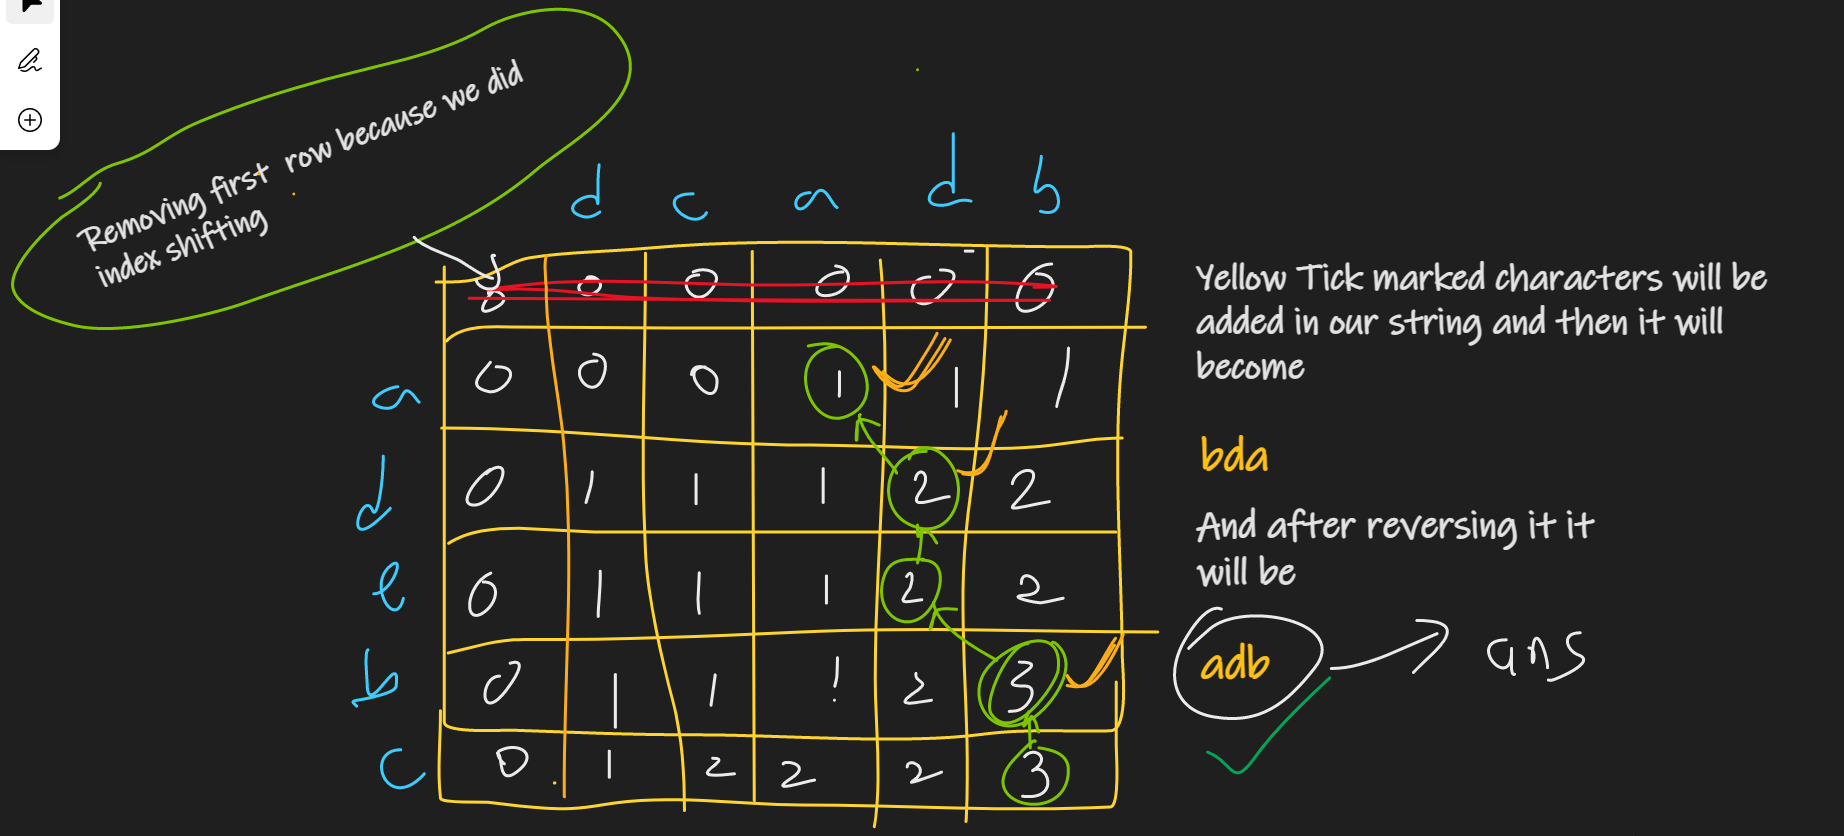 Removing first row because we did
index shifting
d c a d b
0 0 0 0 0
a 0 0 0 1 1 1
d 0 1 1 1 2 2
e 0 1 1 1 2 2
b 0 1 1 ! 2 3
c 0 1 2 2 2 3
Yellow Tick marked characters will be
added in our string and then it will
become
bda
And after reversing it it
will be
adb
ans